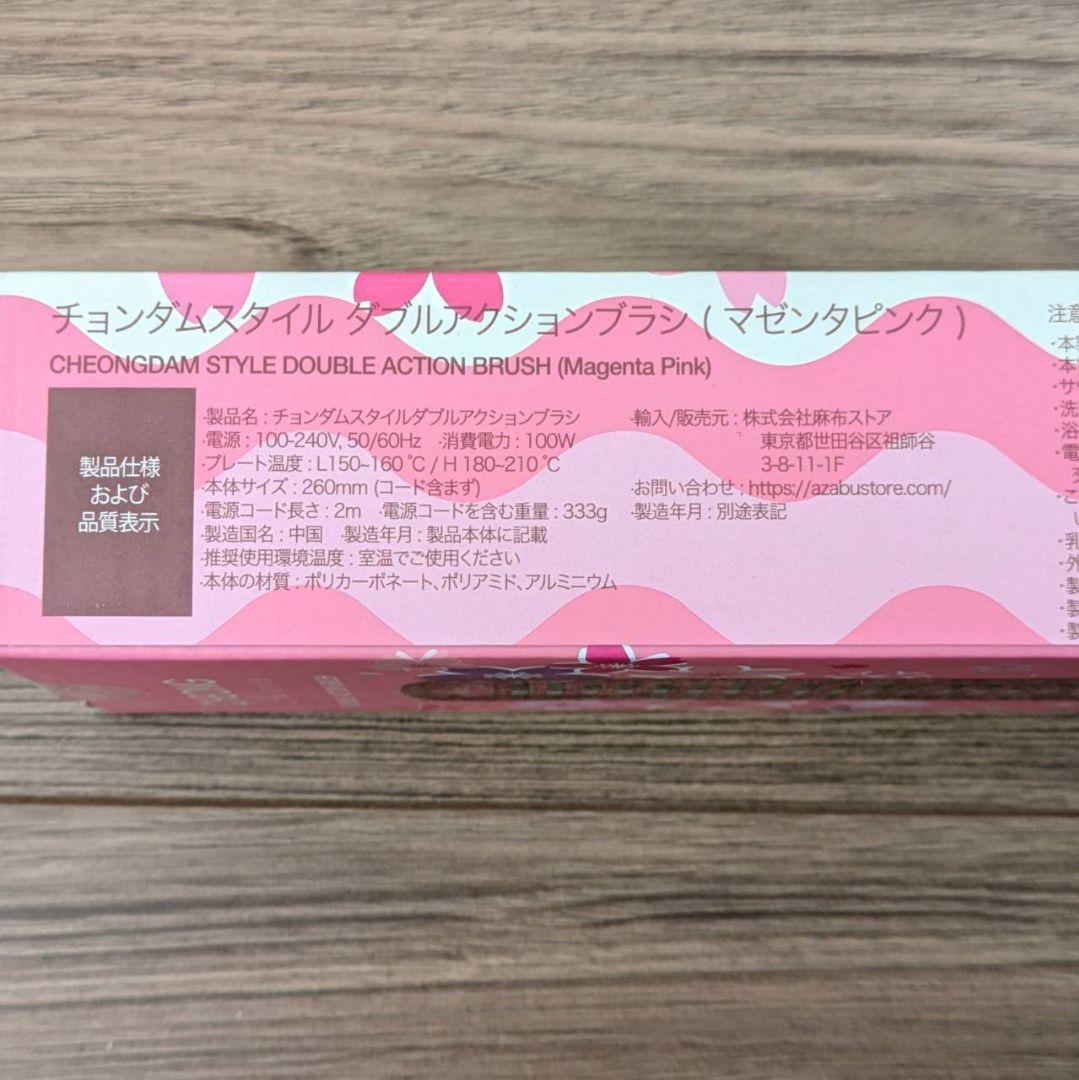 チョンダムスタイル ダブルアクションブラシ ( マゼンタピンク )
CHEONGDAM STYLE DOUBLE ACTION BRUSH (Magenta Pink)
製品仕様
および
品質表示
·製品名 : チョンダムスタイルダブルアクションブラシ
·電源 : 100-240V, 50/60Hz ·消費電力 : 100W
·プレート温度 : L150~160 ℃ / H 180~210 ℃
·本体サイズ : 260mm (コード含まず)
·電源コード長さ : 2m ·電源コードを含む重量 : 333g
·製造国名 : 中国 ·製造年月 : 製品本体に記載
·推奨使用環境温度 : 室温でご使用ください
·本体の材質 : ポリカーボネート、ポリアミド、アルミニウム
·輸入/販売元 : 株式会社麻布ストア
東京都世田谷区祖師谷
3-8-11-1F
·お問い合わせ : https://azabustore.com/
·製造年月 : 別途表記
注意
·本
·サ
·洗
·浴
·電
·こ
·乳
·外
·製
·製
·製